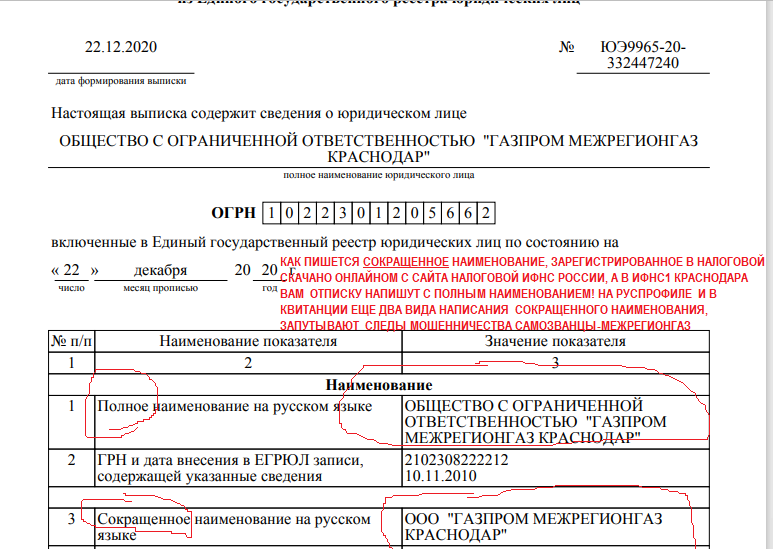 из Единого государственного реестра юридических лиц
22.12.2020 № ЮЭ9965-20-
332447240
дата формирования выписки
Настоящая выписка содержит сведения о юридическом лице
ОБЩЕСТВО С ОГРАНИЧЕННОЙ ОТВЕТСТВЕННОСТЬЮ "ГАЗПРОМ МЕЖРЕГИОНГАЗ
КРАСНОДАР"
полное наименование юридического лица
ОГРН 1 0 2 2 3 0 1 2 0 5 6 6 2
включенные в Единый государственный реестр юридических лиц по состоянию на
« 22 » декабря 20 20 г.
число месяц прописью год
КАК ПИШЕТСЯ СОКРАЩЕННОЕ НАИМЕНОВАНИЕ, ЗАРЕГИСТРИРОВАННОЕ В НАЛОГОВОЙ
СКАЧАНО ОНЛАЙНОМ С САЙТА НАЛОГОВОЙ ИФНС РОССИИ, А В ИФНС1 КРАСНОДАРА
ВАМ ОТПИСКУ НАПИШУТ С ПОЛНЫМ НАИМЕНОВАНИЕМ! НА РУСПРОФИЛЕ И В
КВИТАНЦИИ ЕЩЕ ДВА ВИДА НАПИСАНИЯ СОКРАЩЕННОГО НАИМЕНОВАНИЯ,
ЗАПУТЫВАЮТ СЛЕДЫ МОШЕННИЧЕСТВА САМОЗВАНЦЫ-МЕЖРЕГИОНГАЗ
№ п/п Наименование показателя Значение показателя
1 2 3
Наименование
1 Полное наименование на русском языке ОБЩЕСТВО С ОГРАНИЧЕННОЙ
ОТВЕТСТВЕННОСТЬЮ "ГАЗПРОМ
МЕЖРЕГИОНГАЗ КРАСНОДАР"
2 ГРН и дата внесения в ЕГРЮЛ записи, 2102308222212
содержащей указанные сведения 10.11.2010
3 Сокращенное наименование на русском ООО "ГАЗПРОМ МЕЖРЕГИОНГАЗ
языке КРАСНОДАР"